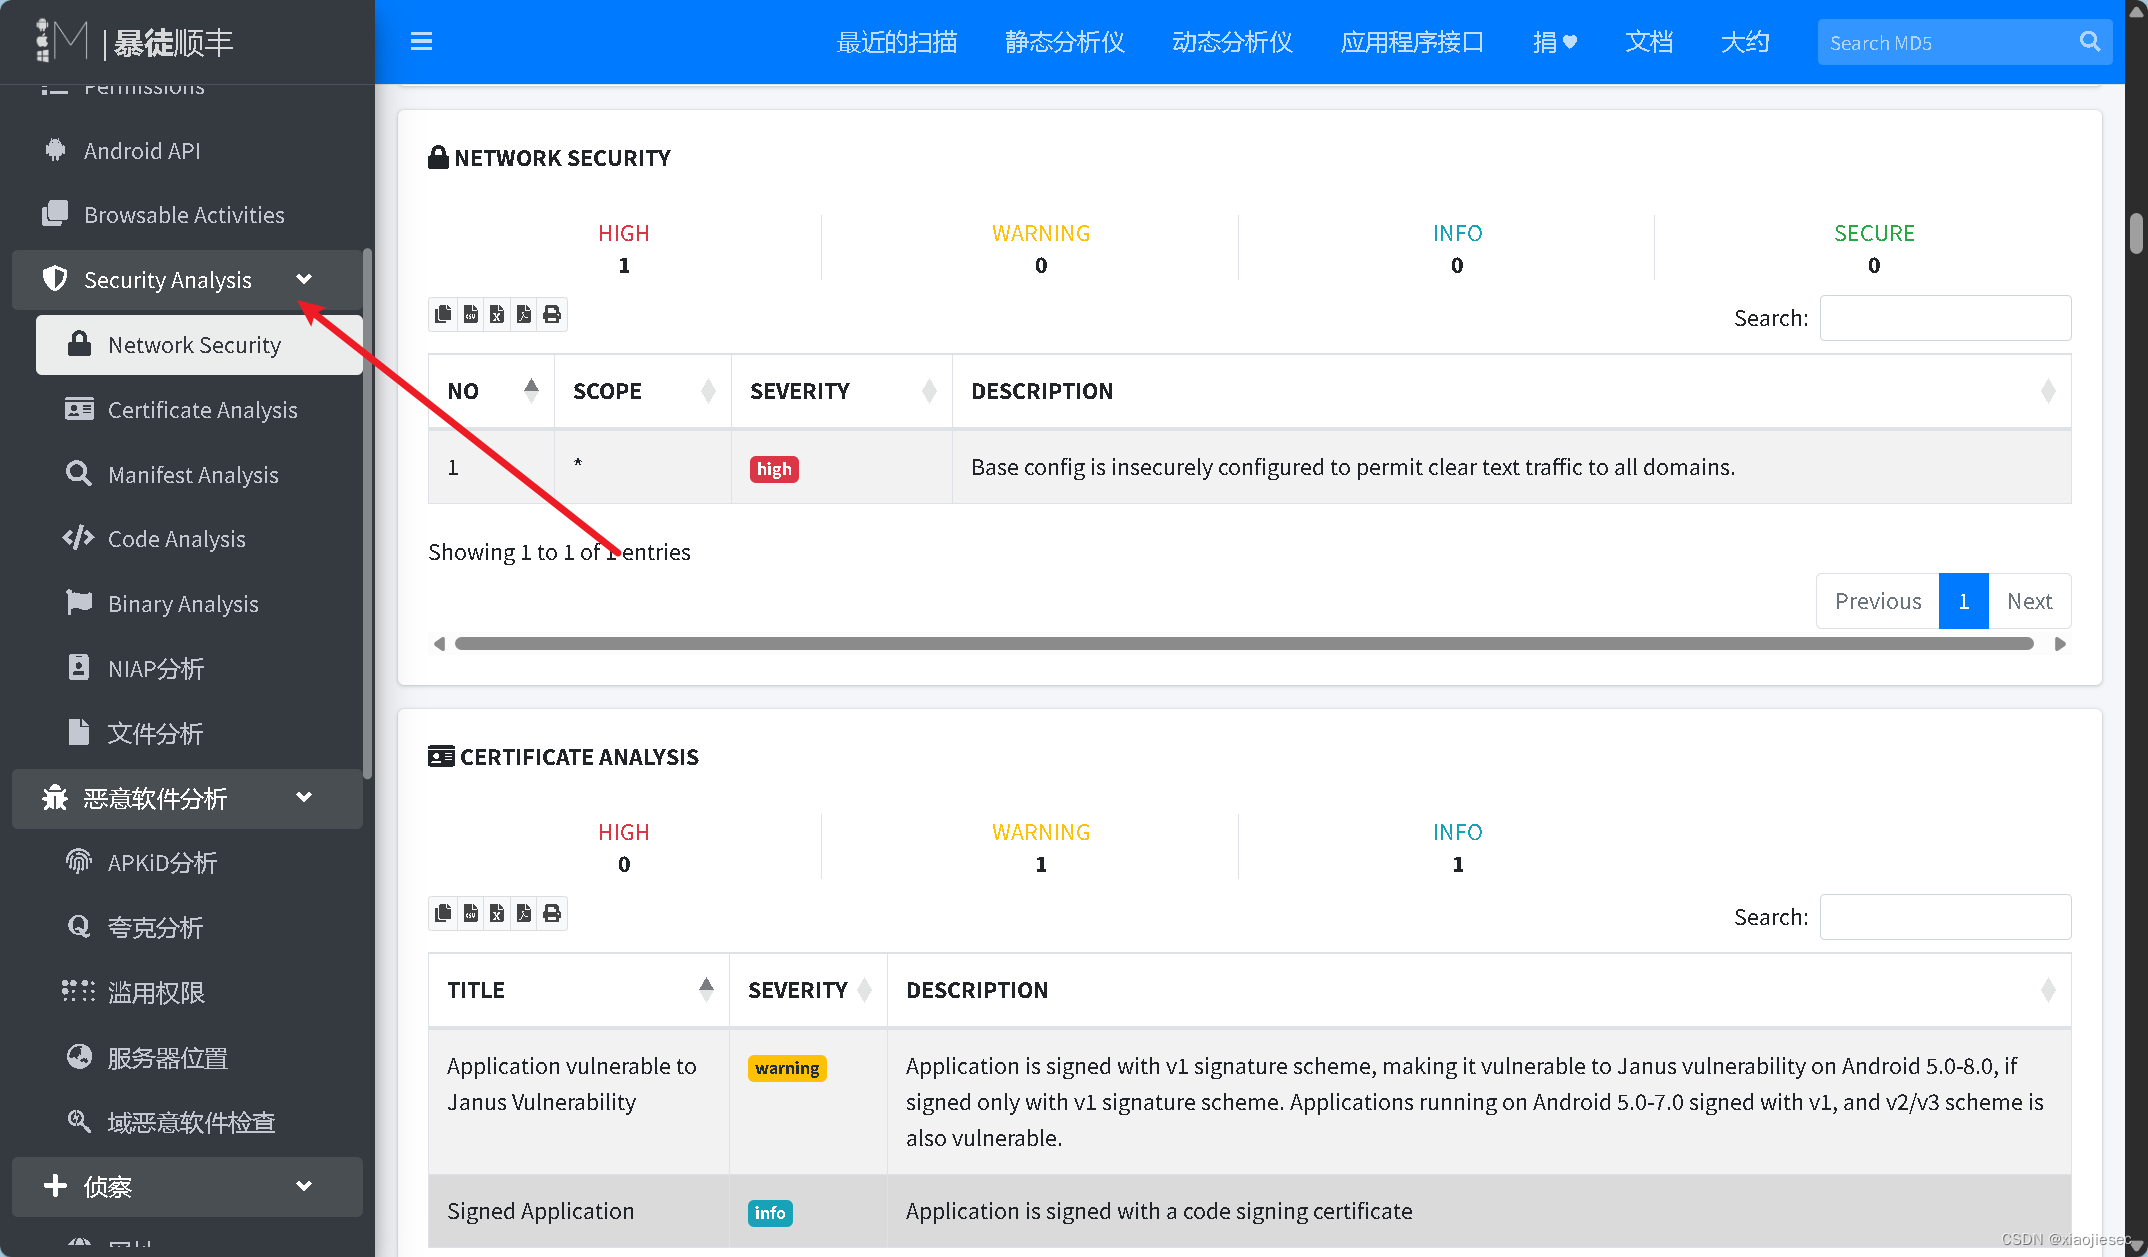 M | 暴徒顺丰
最近的扫描 静态分析仪 动态分析仪 应用程序接口 捐 文档 大约 Search MD5
Permissions
Android API
Browsable Activities
Security Analysis
Network Security
Certificate Analysis
Manifest Analysis
Code Analysis
Binary Analysis
NIAP分析
文件分析
恶意软件分析
APKiD分析
夸克分析
滥用权限
服务器位置
域恶意软件检查
侦察
NETWORK SECURITY
HIGH WARNING INFO SECURE
1 0 0 0
Search:
NO SCOPE SEVERITY DESCRIPTION
1 * high Base config is insecurely configured to permit clear text traffic to all domains.
Showing 1 to 1 of 1 entries
Previous 1 Next
CERTIFICATE ANALYSIS
HIGH WARNING INFO
0 1 1
Search:
TITLE SEVERITY DESCRIPTION
Application vulnerable to warning Application is signed with v1 signature scheme, making it vulnerable to Janus vulnerability on Android 5.0-8.0, if
Janus Vulnerability signed only with v1 signature scheme. Applications running on Android 5.0-7.0 signed with v1, and v2/v3 scheme is
also vulnerable.
Signed Application info Application is signed with a code signing certificate
CSDN @xiaojiesec